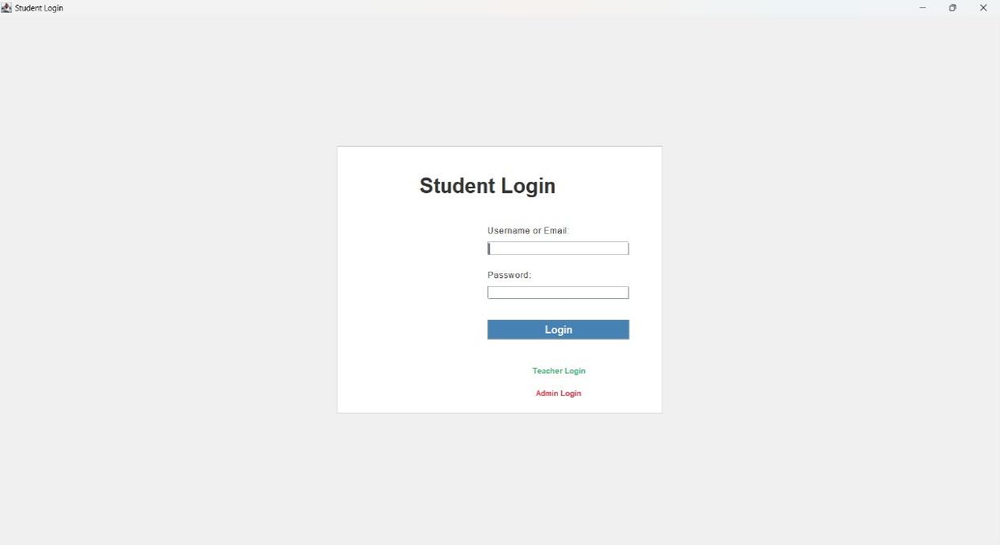 Student Login
Student Login
Username or Email:
Password:
Login
Teacher Login
Admin Login